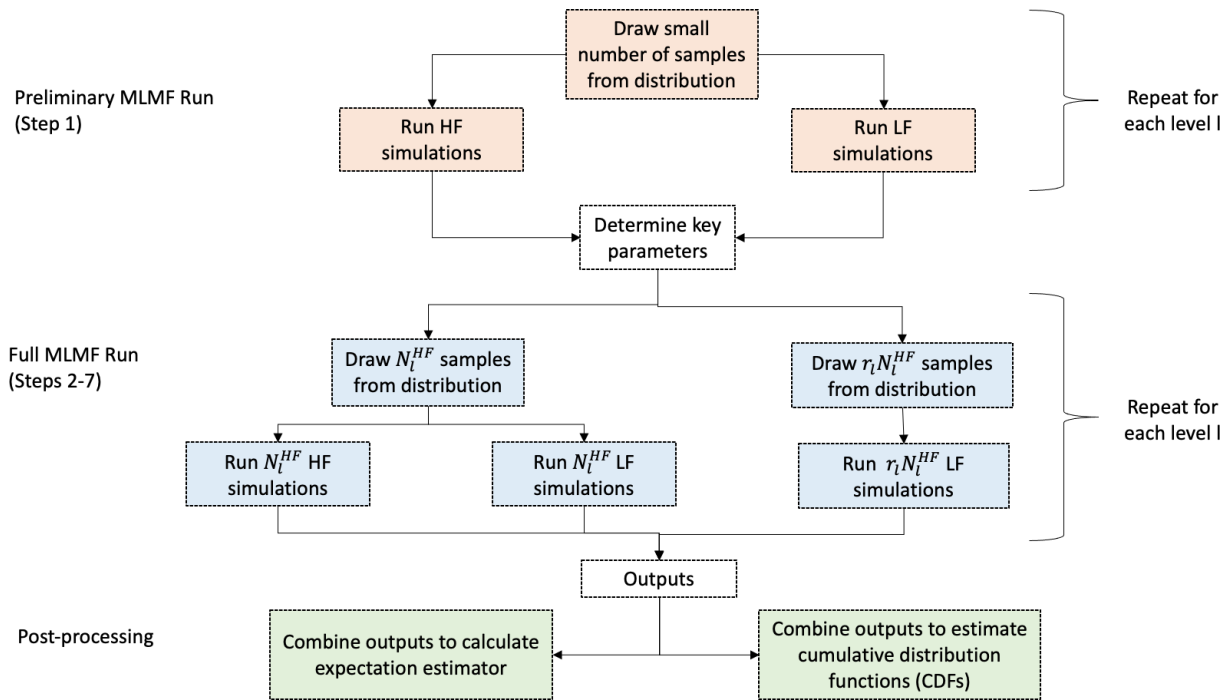 Draw small
number of samples
from distribution
Preliminary MLMF Run
(Step 1)
Run HF
simulations
Run LF
simulations
Repeat for
each level l
Determine key
parameters
Full MLMF Run
(Steps 2-7)
Draw $N_l^{HF}$ samples
from distribution
Draw $r_l N_l^{HF}$ samples
from distribution
Repeat for
each level l
Run $N_l^{HF}$ HF
simulations
Run $N_l^{HF}$ LF
simulations
Run $r_l N_l^{HF}$ LF
simulations
Outputs
Post-processing
Combine outputs to calculate
expectation estimator
Combine outputs to estimate
cumulative distribution
functions (CDFs)